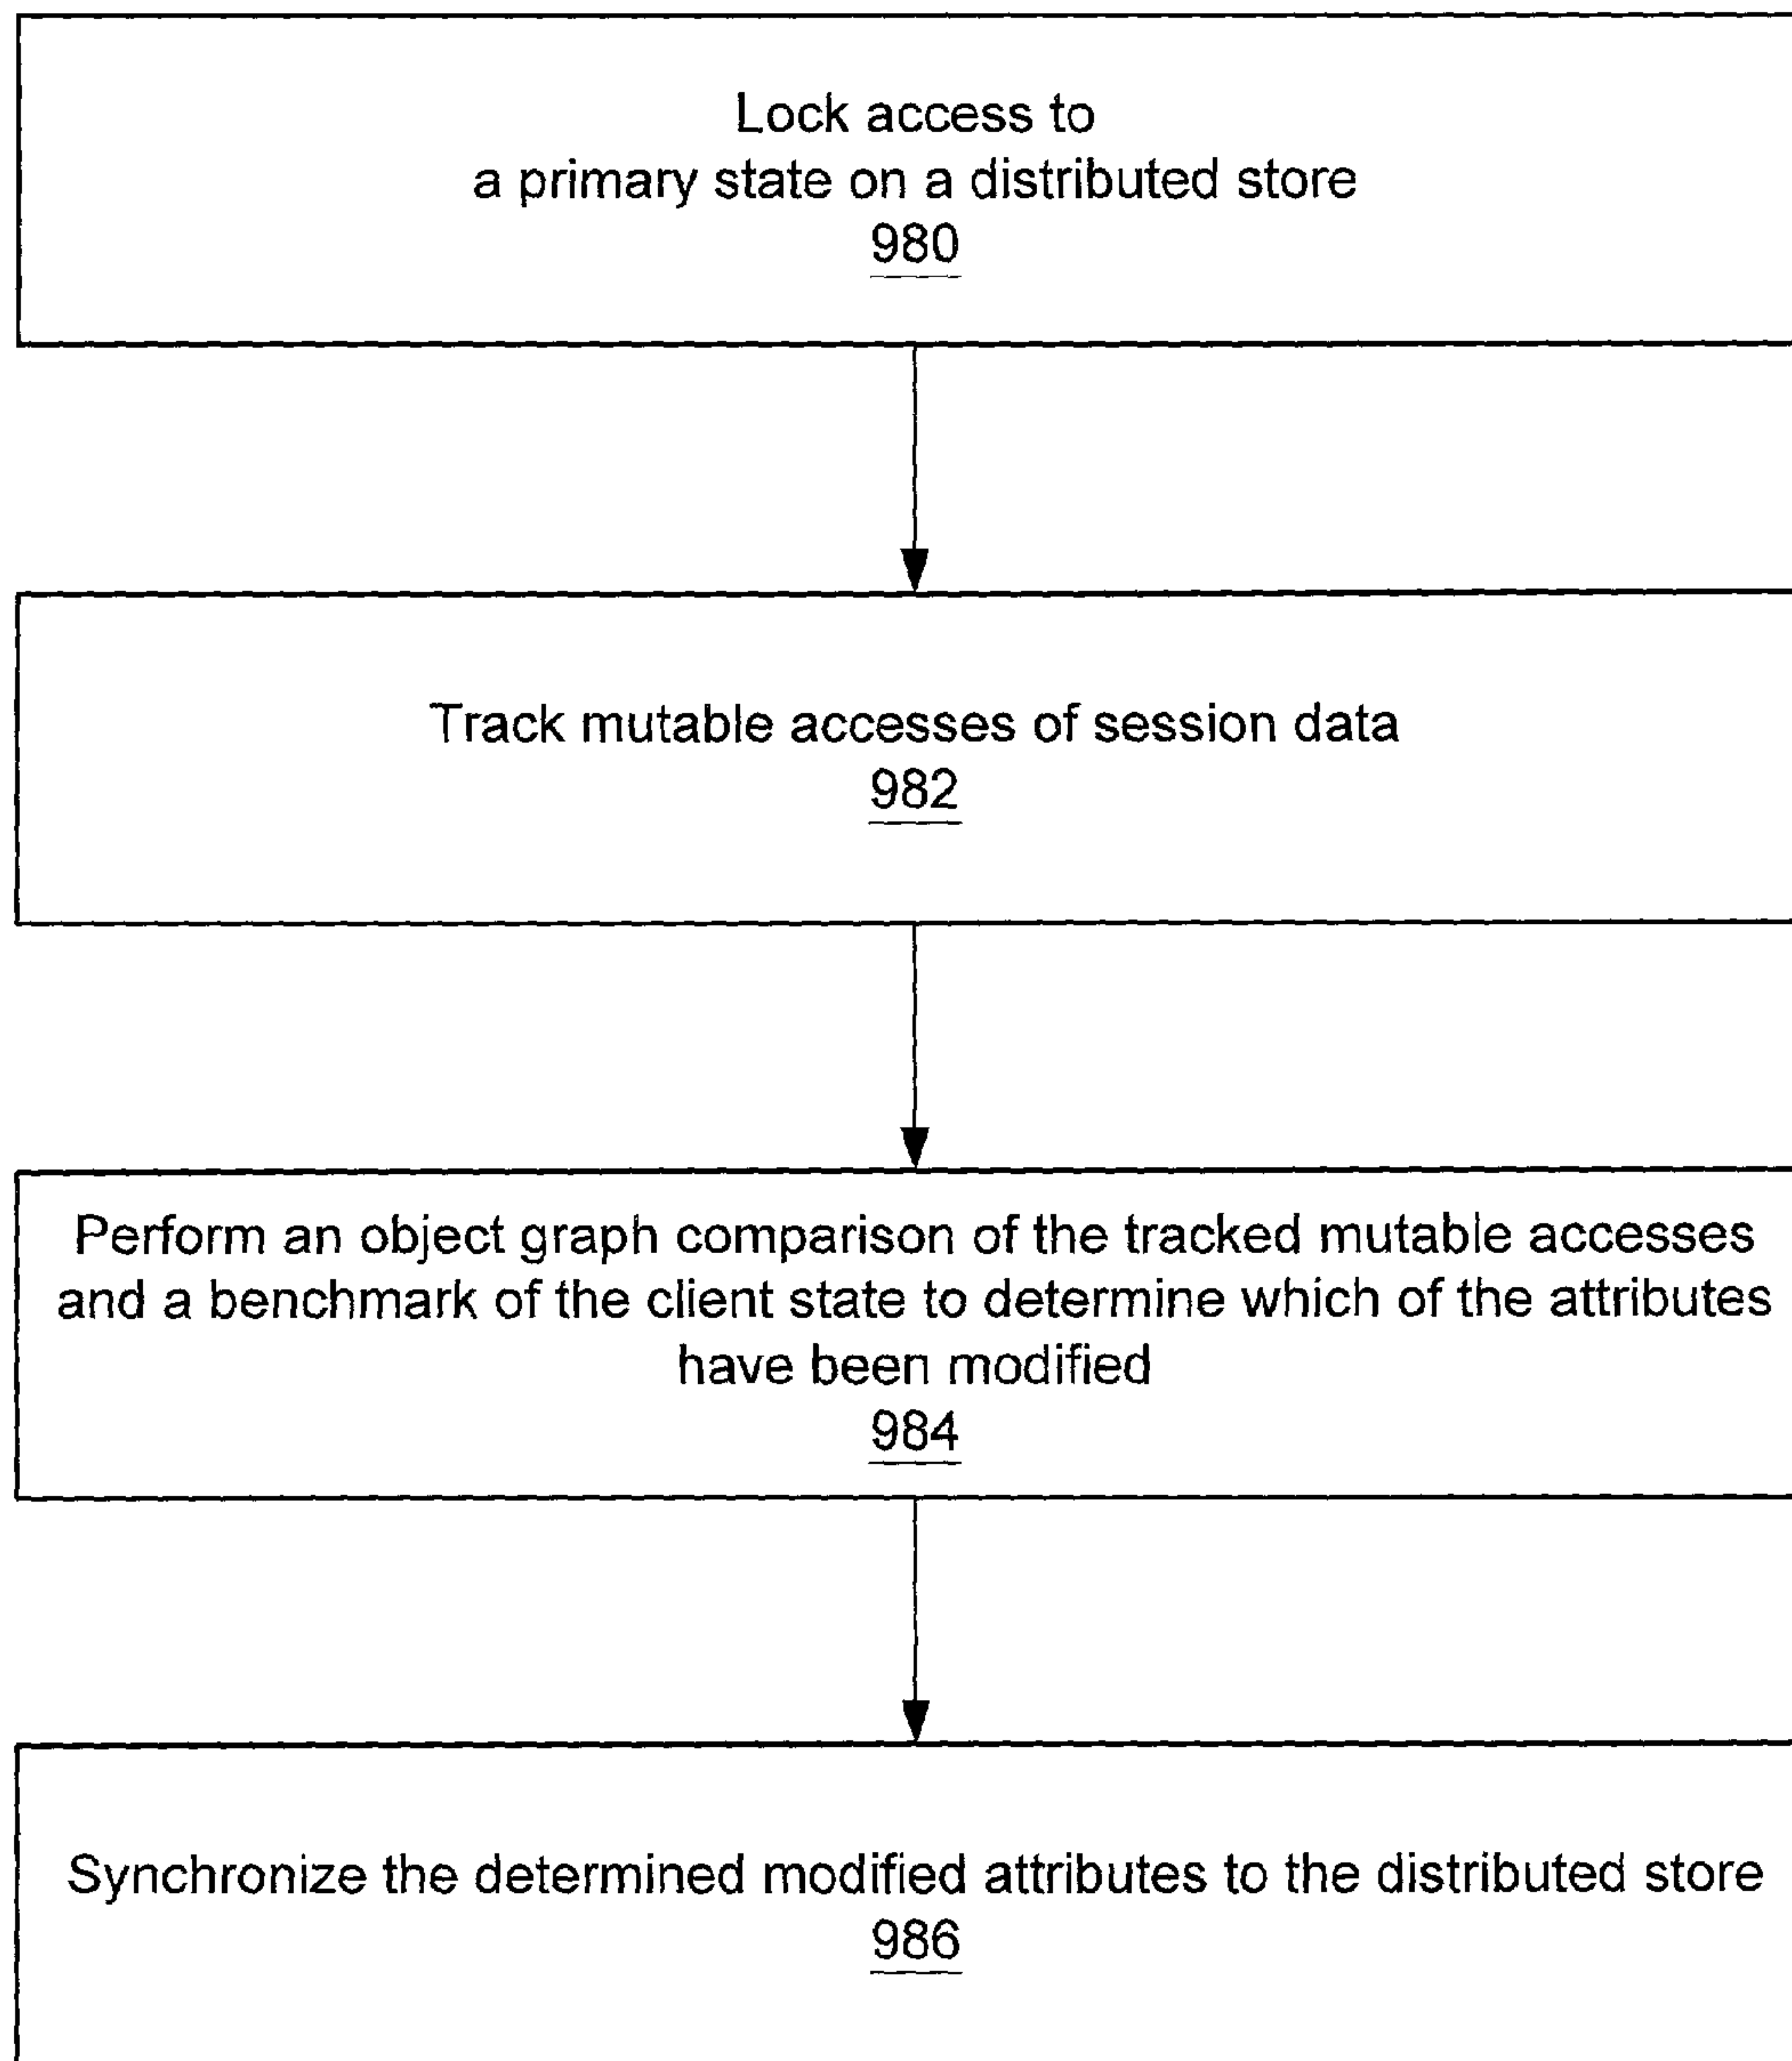 Lock access to
a primary state on a distributed store
980
Track mutable accesses of session data
982
Perform an object graph comparison of the tracked mutable accesses
and a benchmark of the client state to determine which of the attributes
have been modified
984
Synchronize the determined modified attributes to the distributed store
986